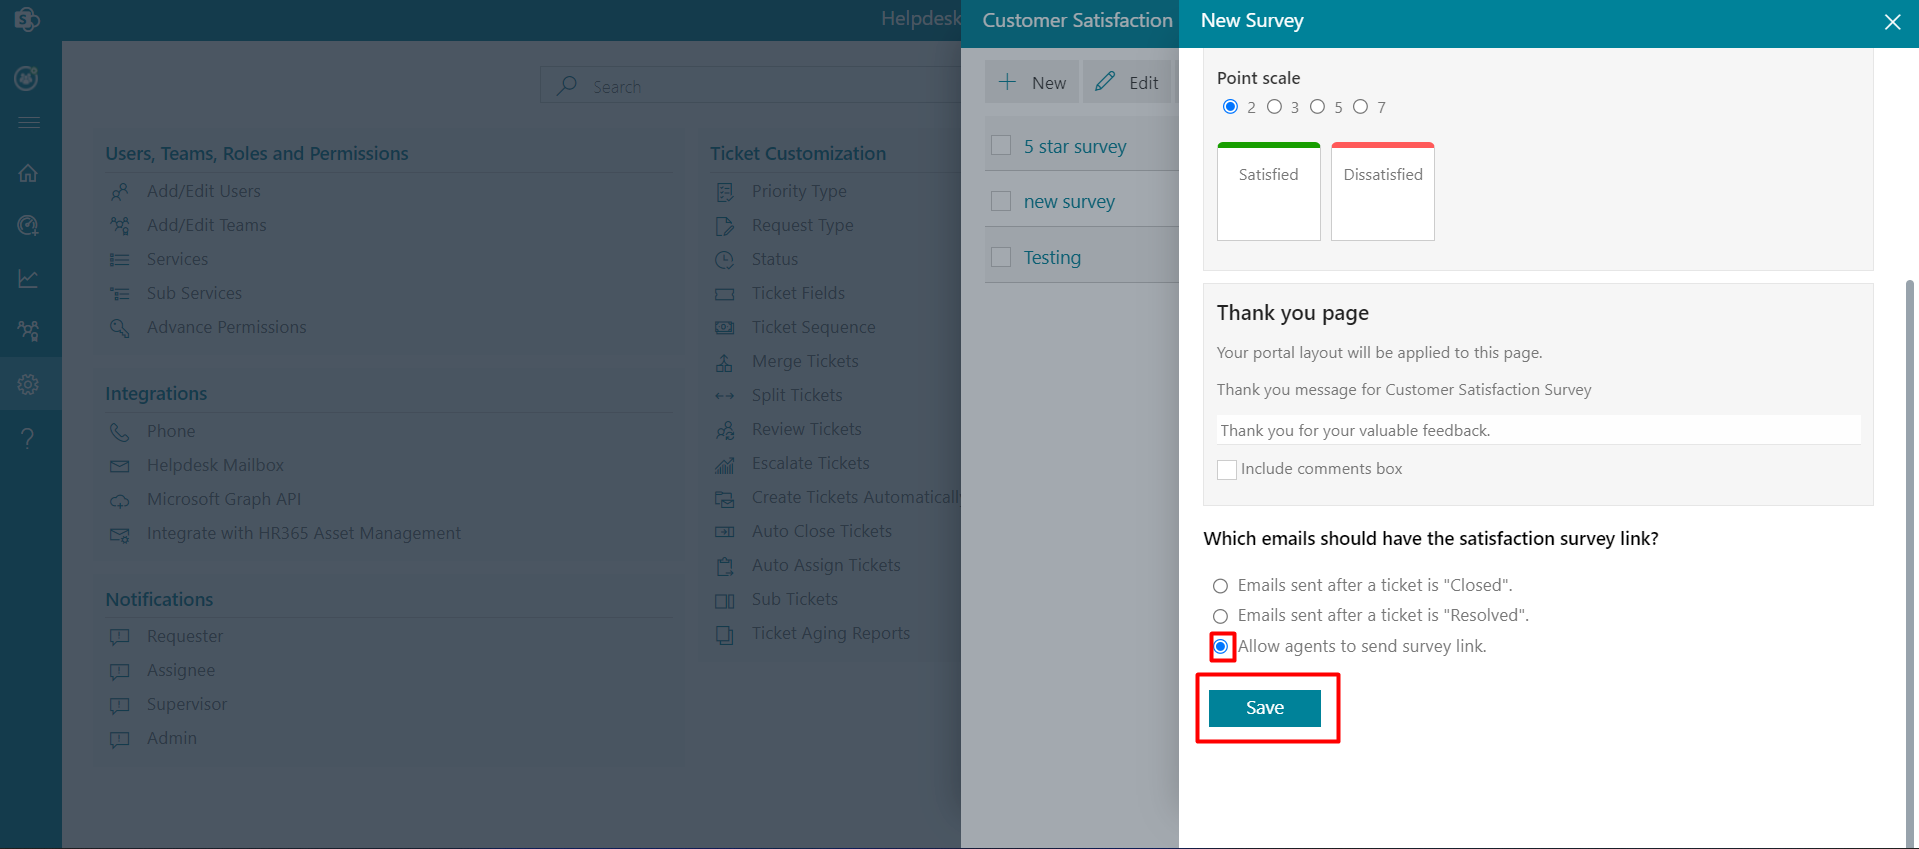 Helpdesk
Search
Users, Teams, Roles and Permissions
Add/Edit Users
Add/Edit Teams
Services
Sub Services
Advance Permissions
Integrations
Phone
Helpdesk Mailbox
Microsoft Graph API
Integrate with HR365 Asset Management
Notifications
Requester
Assignee
Supervisor
Admin
Ticket Customization
Priority Type
Request Type
Status
Ticket Fields
Ticket Sequence
Merge Tickets
Split Tickets
Review Tickets
Escalate Tickets
Create Tickets Automatically
Auto Close Tickets
Auto Assign Tickets
Sub Tickets
Ticket Aging Reports
Customer Satisfaction
New Edit
5 star survey
new survey
Testing
New Survey
Point scale
2 3 5 7
Satisfied Dissatisfied
Thank you page
Your portal layout will be applied to this page.
Thank you message for Customer Satisfaction Survey
Thank you for your valuable feedback.
Include comments box
Which emails should have the satisfaction survey link?
Emails sent after a ticket is "Closed".
Emails sent after a ticket is "Resolved".
Allow agents to send survey link.
Save